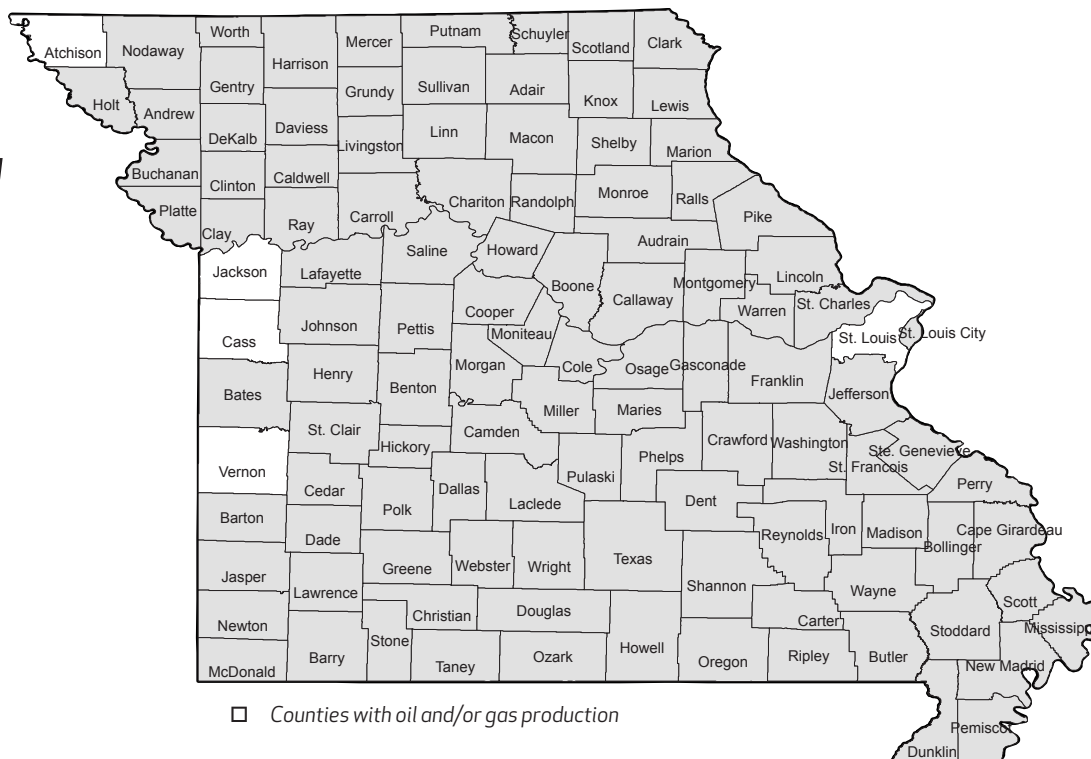 Worth
Putnam
Schuyler
Atchison
Nodaway
Mercer
Scotland
Clark
Harrison
Gentry
Sullivan
Adair
Grundy
Knox
Lewis
Holt
Andrew
DeKalb
Daviess
Livingston
Linn
Macon
Shelby
Marion
Buchanan
Clinton
Caldwell
Chariton
Randolph
Monroe
Ralls
Pike
Platte
Clay
Ray
Carroll
Saline
Howard
Audrain
Jackson
Lafayette
Boone
Callaway
Montgomery
Lincoln
Johnson
Pettis
Cooper
Moniteau
Warren
St. Charles
Cass
St. Louis
St. Louis City
Henry
Benton
Morgan
Cole
Osage
Gasconade
Franklin
Bates
Jefferson
Miller
Maries
St. Clair
Hickory
Camden
Crawford
Washington
Ste. Genevieve
Vernon
Phelps
St. Francois
Pulaski
Perry
Cedar
Polk
Dallas
Laclede
Dent
Barton
Dade
Reynolds
Iron
Madison
Bollinger
Cape Girardeau
Jasper
Greene
Webster
Wright
Texas
Shannon
Wayne
Lawrence
Scott
Newton
Christian
Douglas
Carter
Stoddard
Mississipp
McDonald
Barry
Stone
Taney
Ozark
Howell
Oregon
Ripley
Butler
New Madrid
Counties with oil and/or gas production
Pemiscot
Dunklin